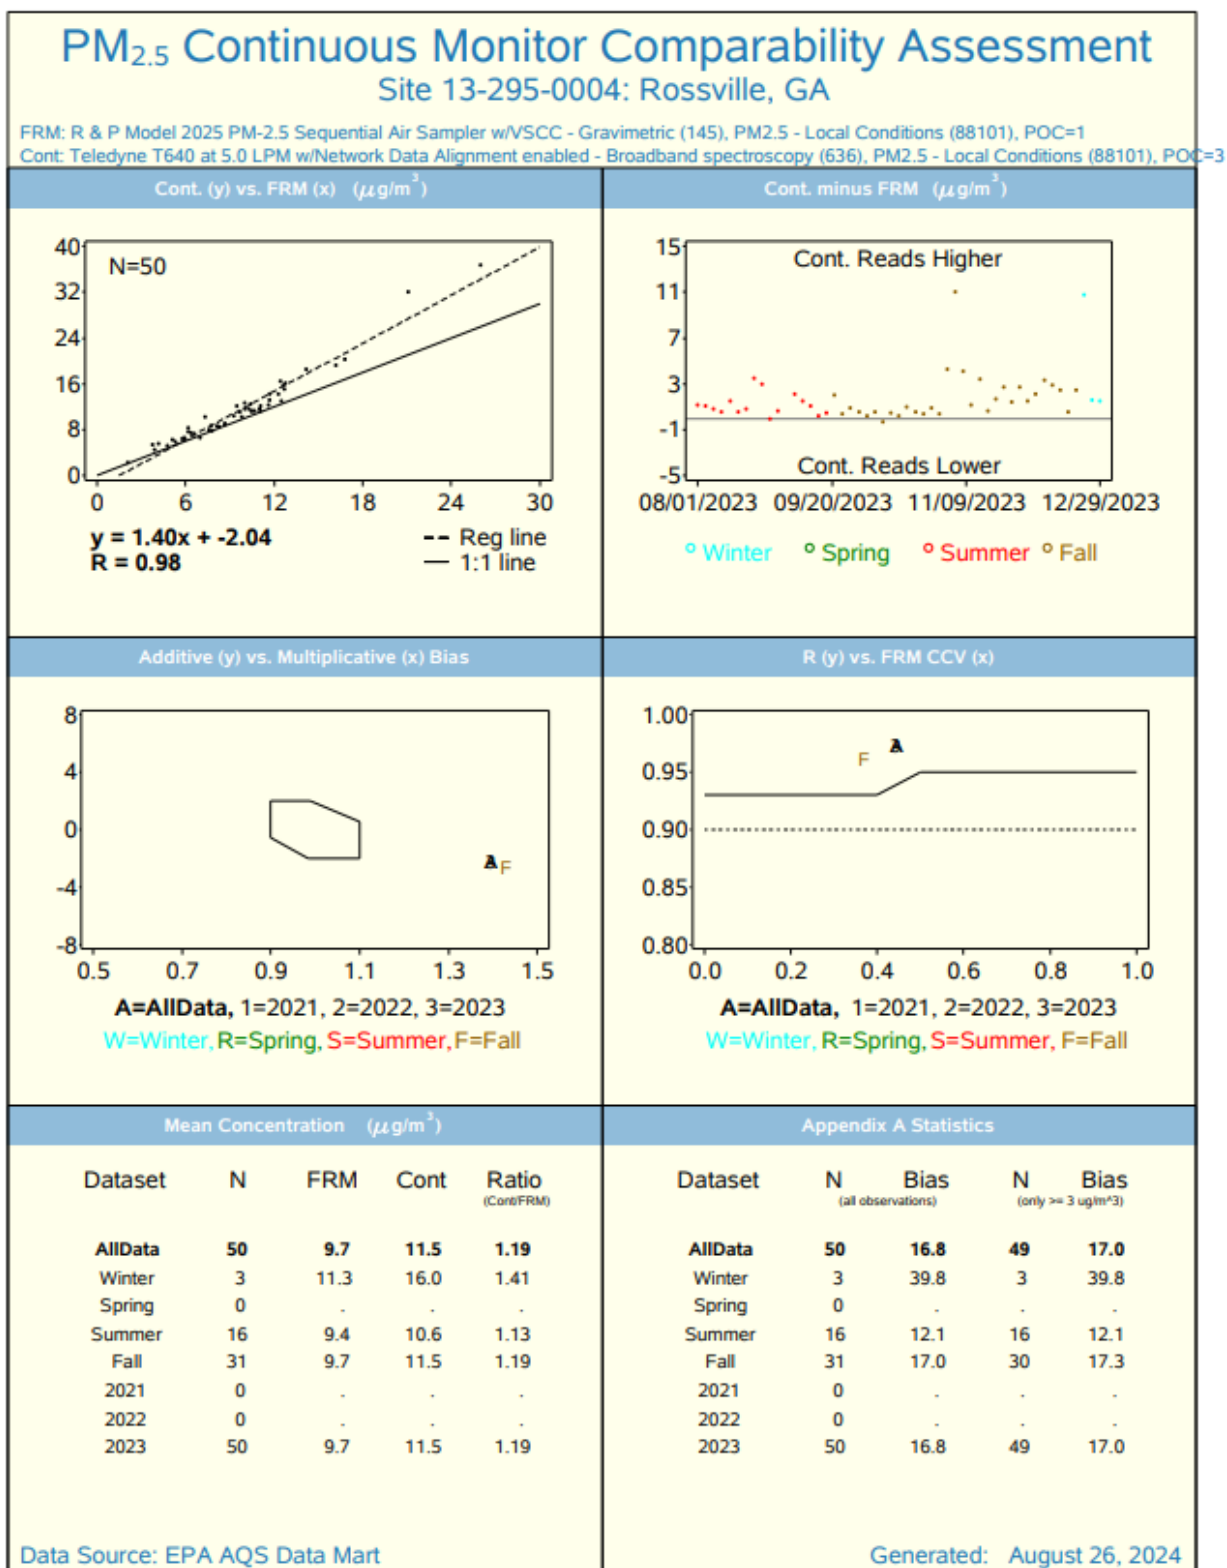 PM2.5 Continuous Monitor Comparability Assessment
Site 13-295-0004: Rossville, GA
FRM: R & P Model 2025 PM-2.5 Sequential Air Sampler w/VSCC - Gravimetric (145), PM2.5 - Local Conditions (88101), POC=1
Cont: Teledyne T640 at 5.0 LPM w/Network Data Alignment enabled - Broadband spectroscopy (636), PM2.5 - Local Conditions (88101), POC=3
Cont. (y) vs. FRM (x) (μg/m³)
40
N=50
32
24
16
8
0
0 6 12 18 24 30
y = 1.40x + -2.04
R = 0.98
Reg line
1:1 line
Cont. minus FRM (μg/m³)
15
Cont. Reads Higher
11
7
3
-1
Cont. Reads Lower
-5
08/01/2023 09/20/2023 11/09/2023 12/29/2023
Winter Spring Summer Fall
Additive (y) vs. Multiplicative (x) Bias
8
4
0
A F
-4
-8
0.5 0.7 0.9 1.1 1.3 1.5
A=AllData, 1=2021, 2=2022, 3=2023
W=Winter, R=Spring, S=Summer, F=Fall
R (y) vs. FRM CCV (x)
1.00
F A
0.95
0.90
0.85
0.80
0.0 0.2 0.4 0.6 0.8 1.0
A=AllData, 1=2021, 2=2022, 3=2023
W=Winter, R=Spring, S=Summer, F=Fall
Mean Concentration (μg/m³)
Dataset N FRM Cont Ratio
(Cont/FRM)
AllData 50 9.7 11.5 1.19
Winter 3 11.3 16.0 1.41
Spring 0 . . .
Summer 16 9.4 10.6 1.13
Fall 31 9.7 11.5 1.19
2021 0 . . .
2022 0 . . .
2023 50 9.7 11.5 1.19
Appendix A Statistics
Dataset N Bias N Bias
(all observations) (only >= 3 ug/m^3)
AllData 50 16.8 49 17.0
Winter 3 39.8 3 39.8
Spring 0 . . .
Summer 16 12.1 16 12.1
Fall 31 17.0 30 17.3
2021 0 . . .
2022 0 . . .
2023 50 16.8 49 17.0
Data Source: EPA AQS Data Mart
Generated: August 26, 2024